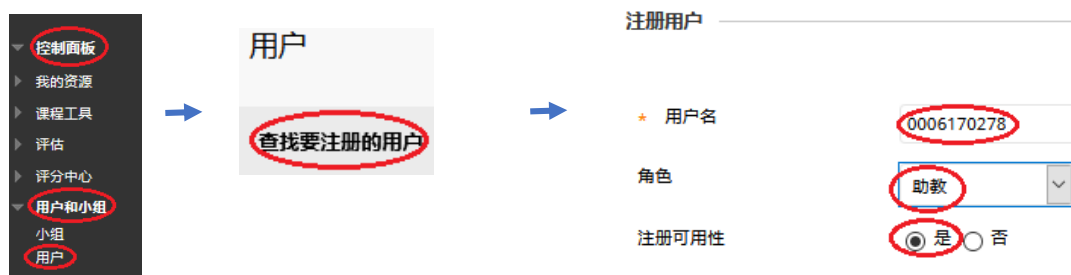 控制面板
我的资源
课程工具
评估
评分中心
用户和小组
小组
用户
用户
查找要注册的用户
注册用户
* 用户名
0006170278
角色
助教
注册可用性
是 否